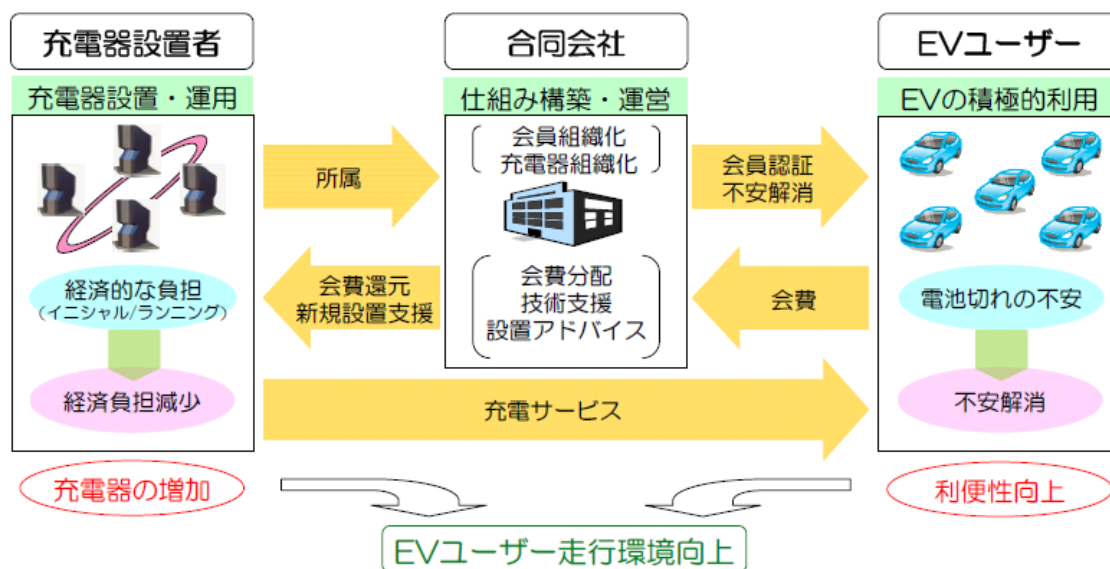 充電器設置者
合同会社
EVユーザー
充電器設置・運用
仕組み構築・運営
EVの積極的利用
会員組織化
充電器組織化
所属
会員認証
不安解消
経済的な負担
(イニシャル/ランニング)
会費還元
新規設置支援
会費分配
技術支援
設置アドバイス
会費
電池切れの不安
経済負担減少
充電サービス
不安解消
充電器の増加
利便性向上
EVユーザー走行環境向上